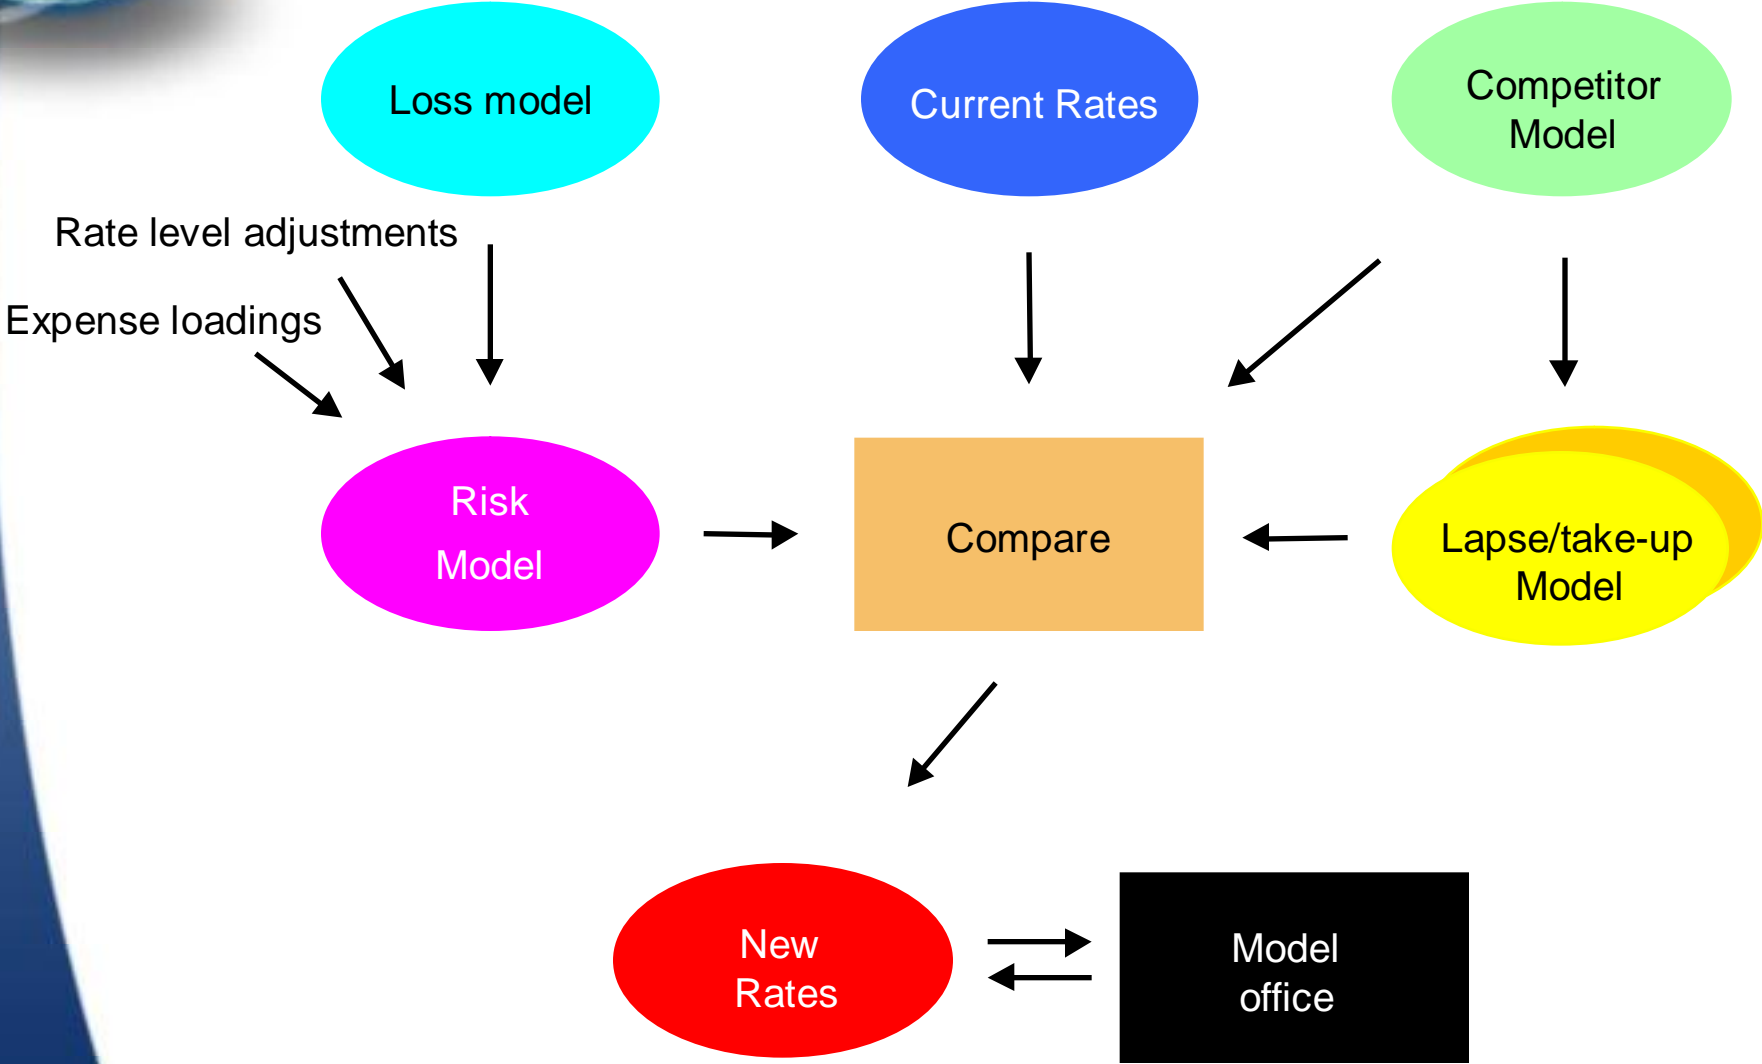 Loss model
Current Rates
Competitor
Model
Rate level adjustments
Expense loadings
Risk
Model
Compare
Lapse/take-up
Model
New
Rates
Model
office